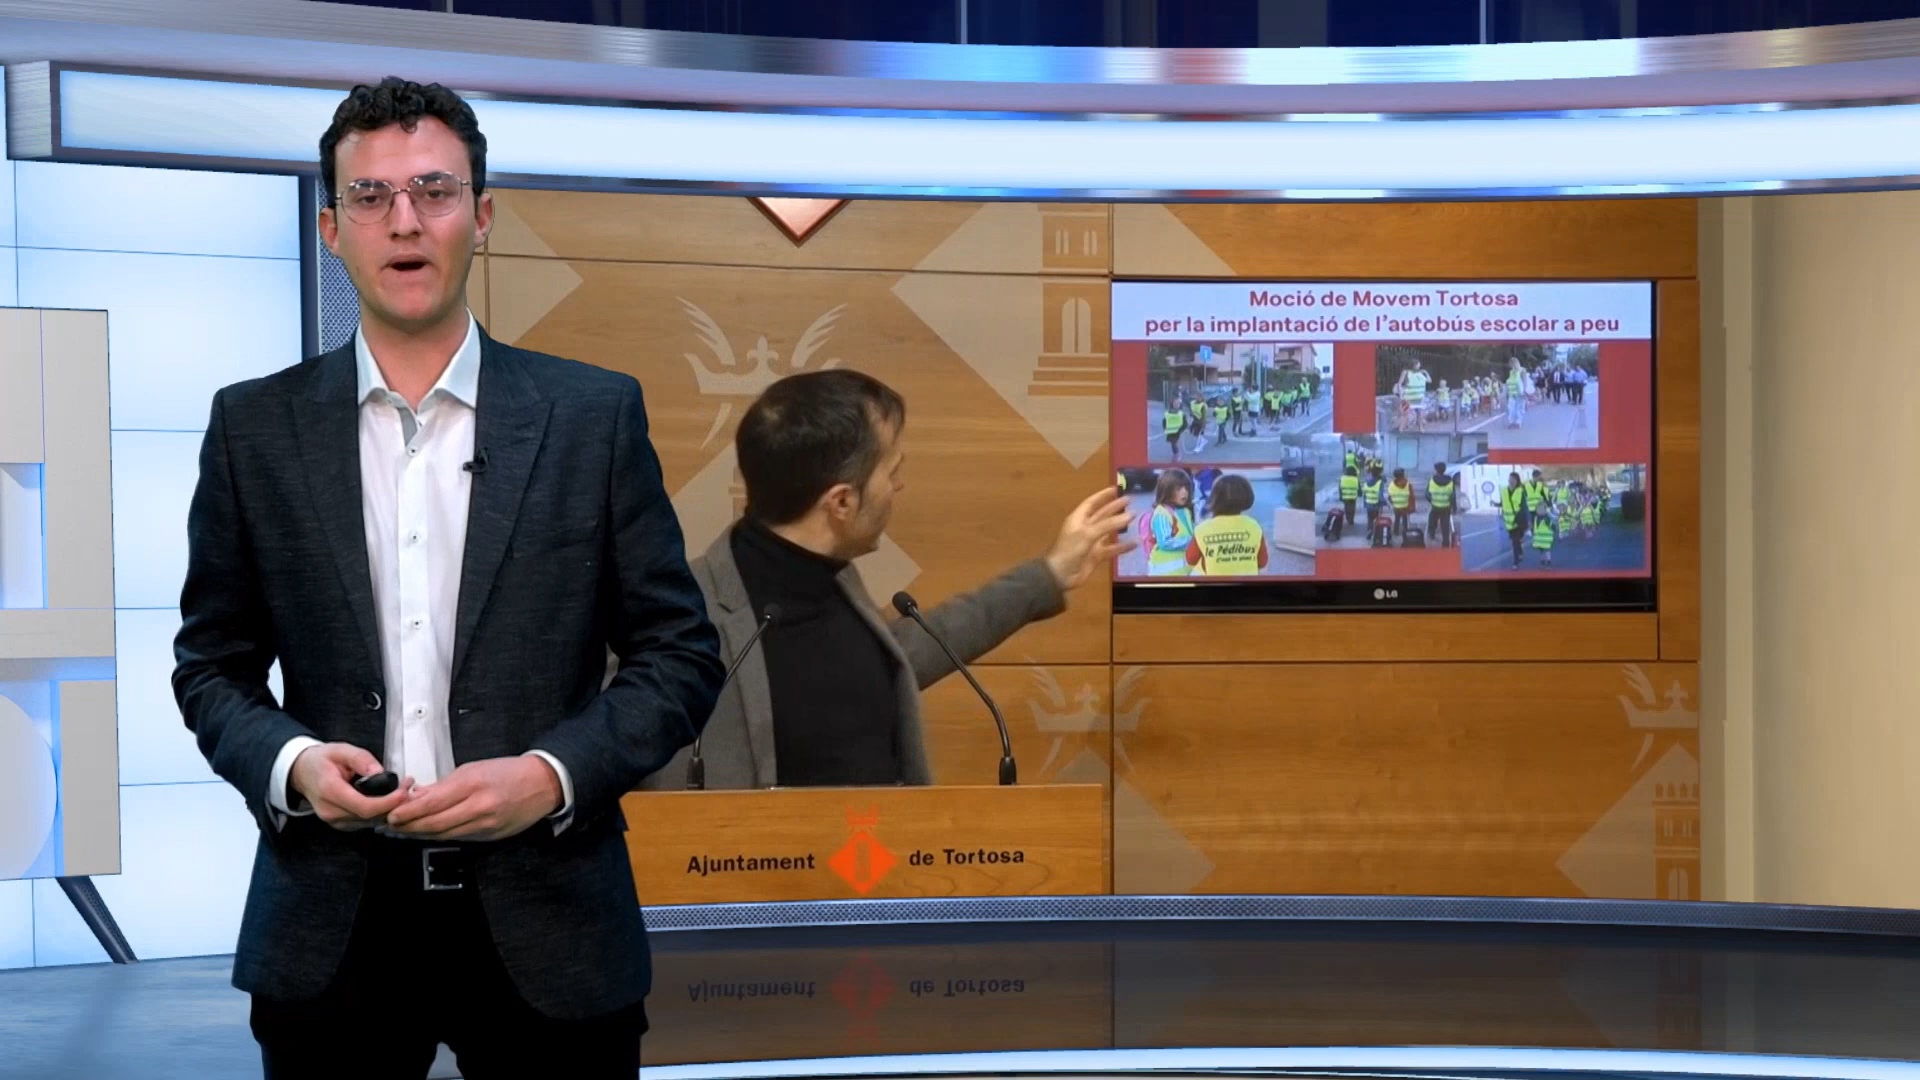 Moció de Movem Tortosa
per la implantació de l'autobús escolar a peu
le Pédibus
LG
Ajuntament de Tortosa